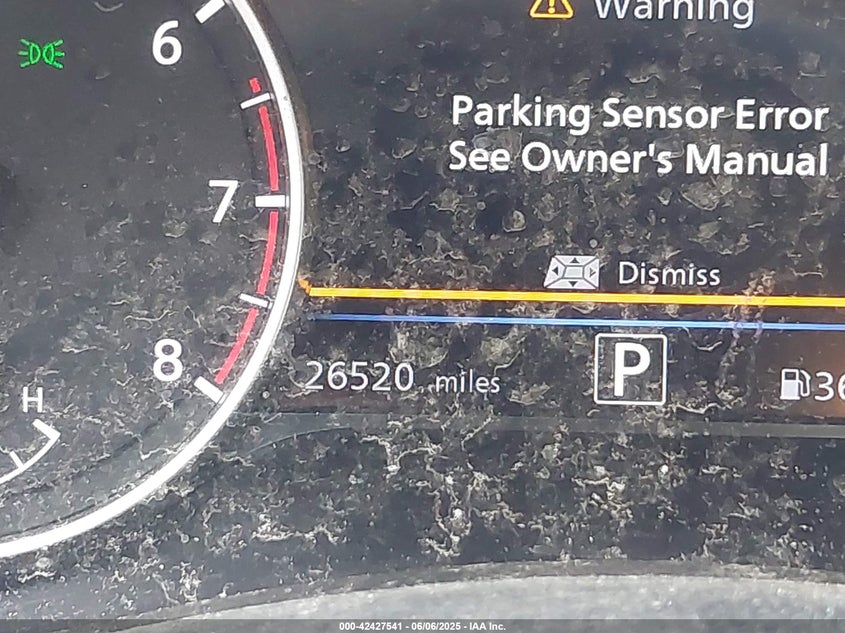 6
Warning
Parking Sensor Error
See Owner's Manual
7
Dismiss
8
26520 miles
P
36
H
000-42427541 - 06/06/2025 - IAA Inc.